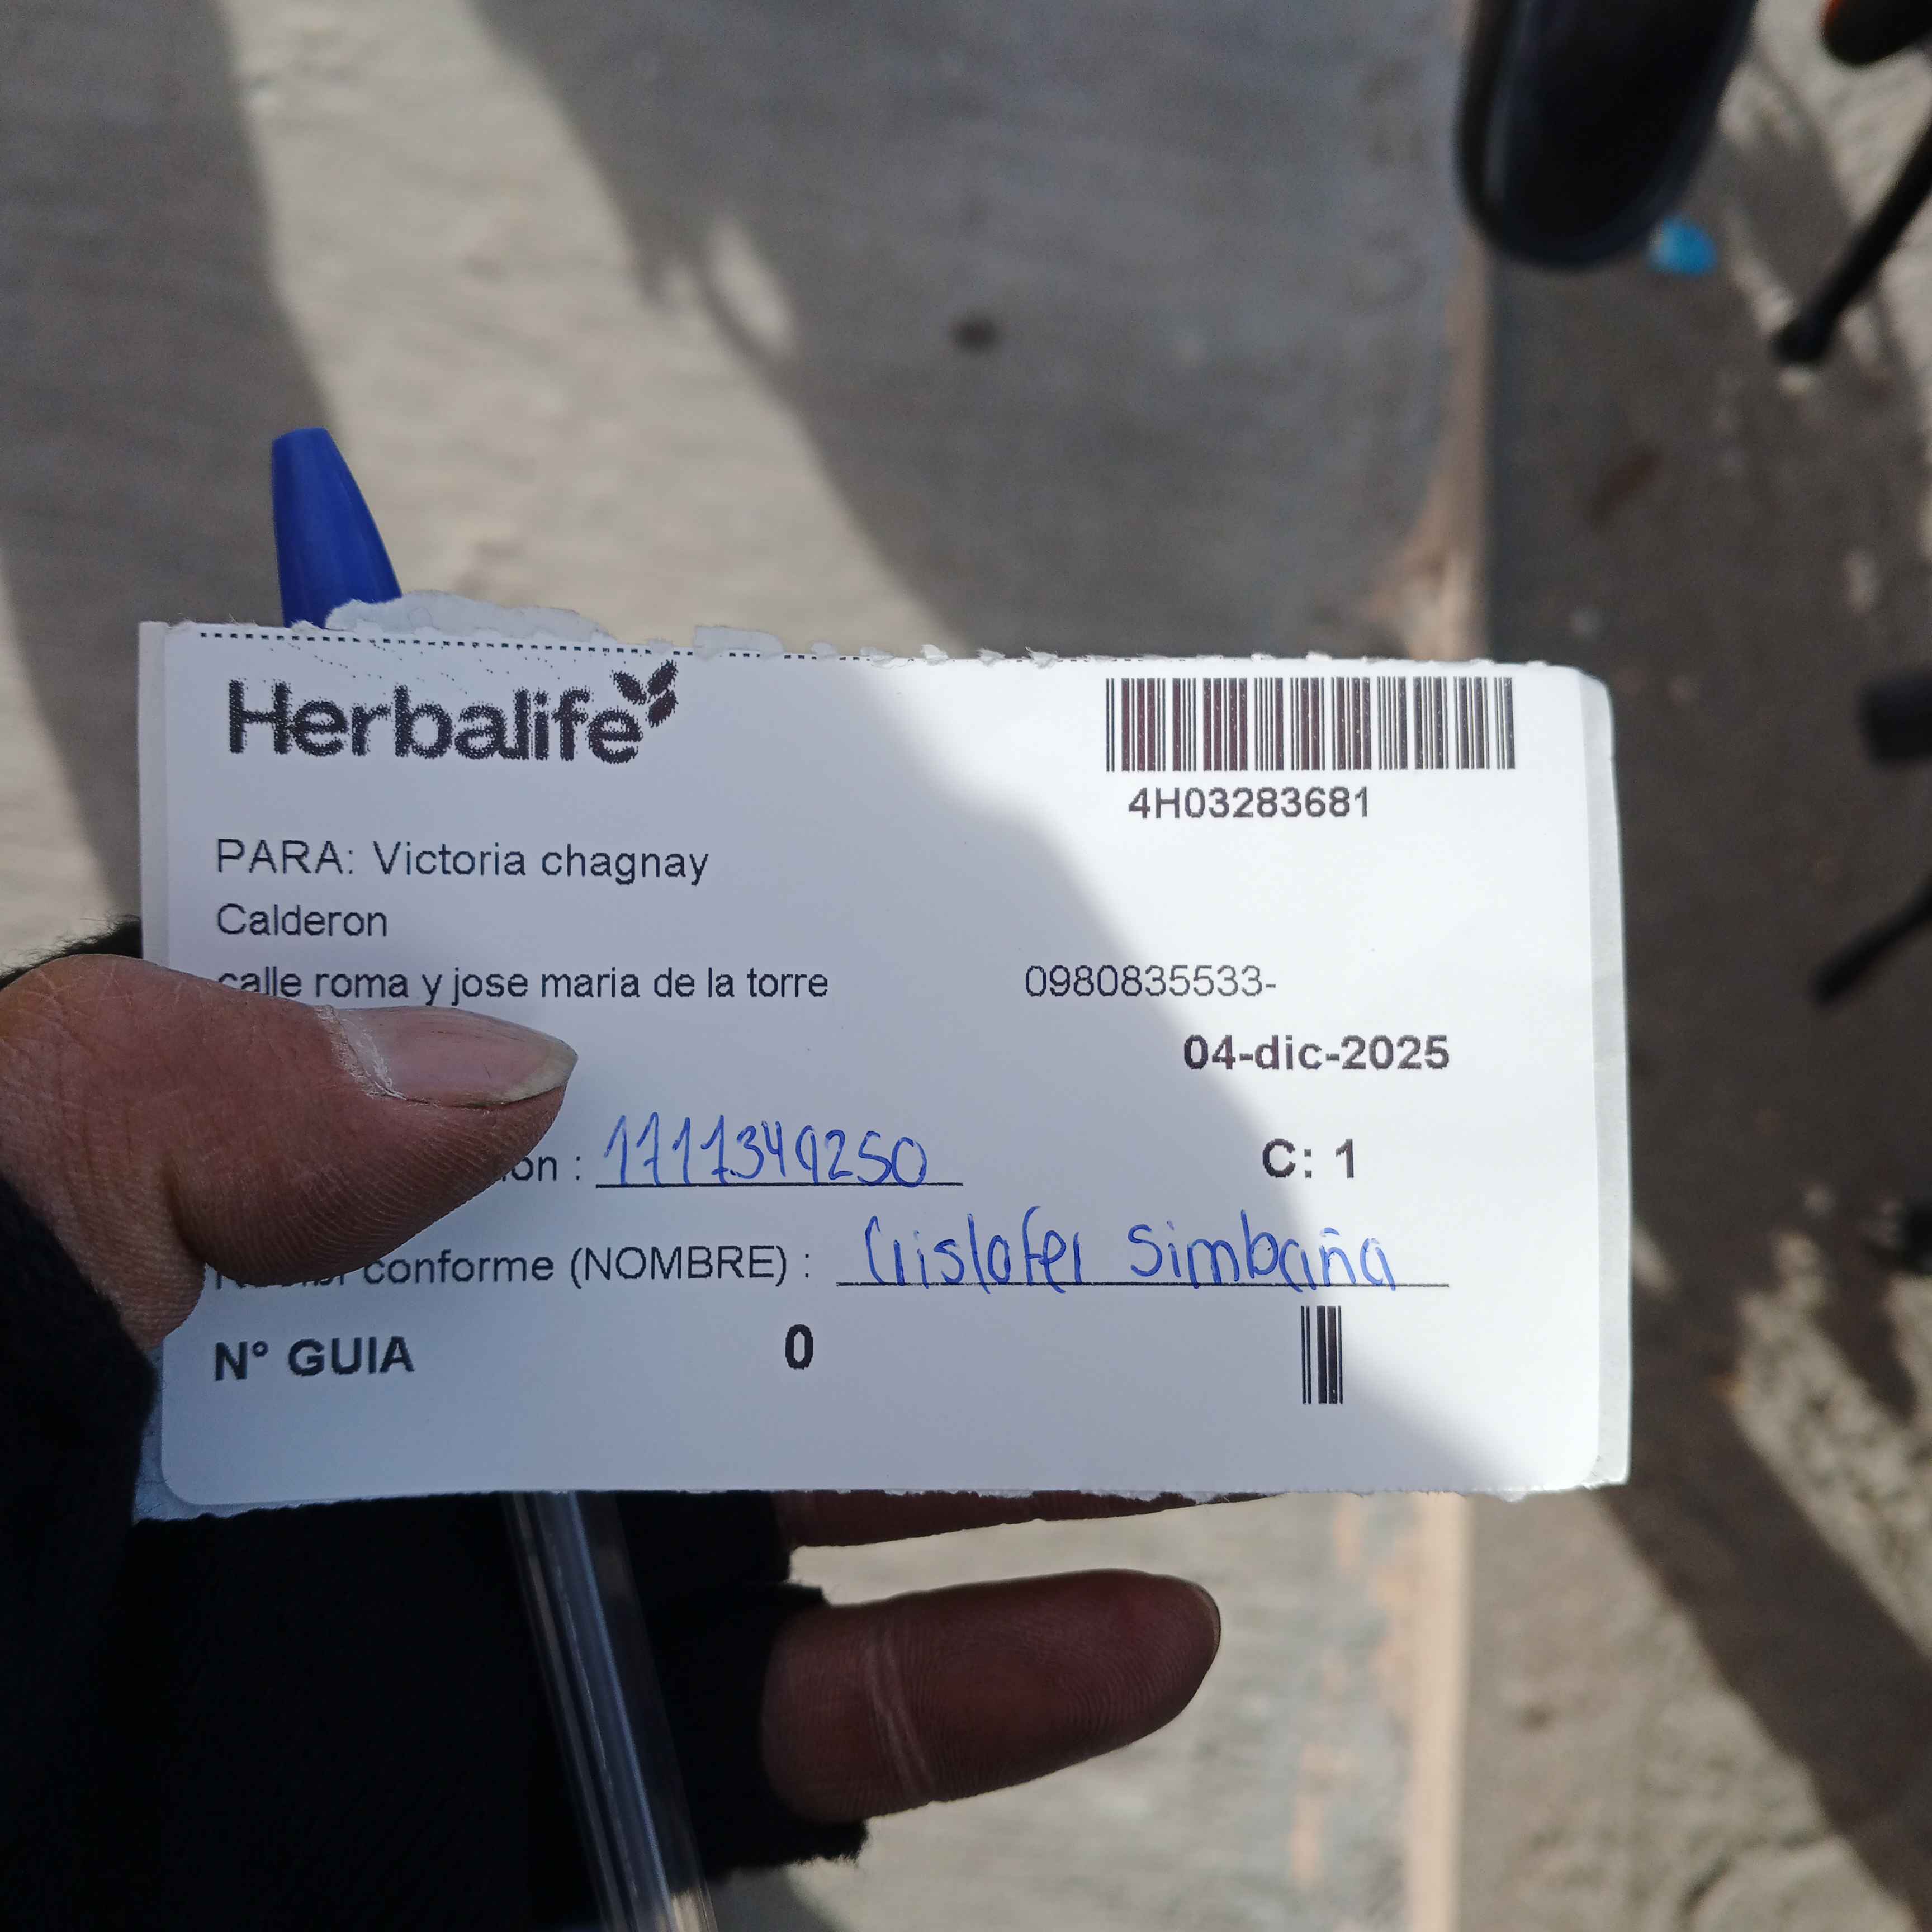 Herbalife
4H03283681
PARA: Victoria chagnay
Calderon
calle roma y jose maria de la torre 0980835533-
04-dic-2025
on : 1711349250 C: 1
conforme (NOMBRE) : Cristofer Simbaña
N° GUIA 0